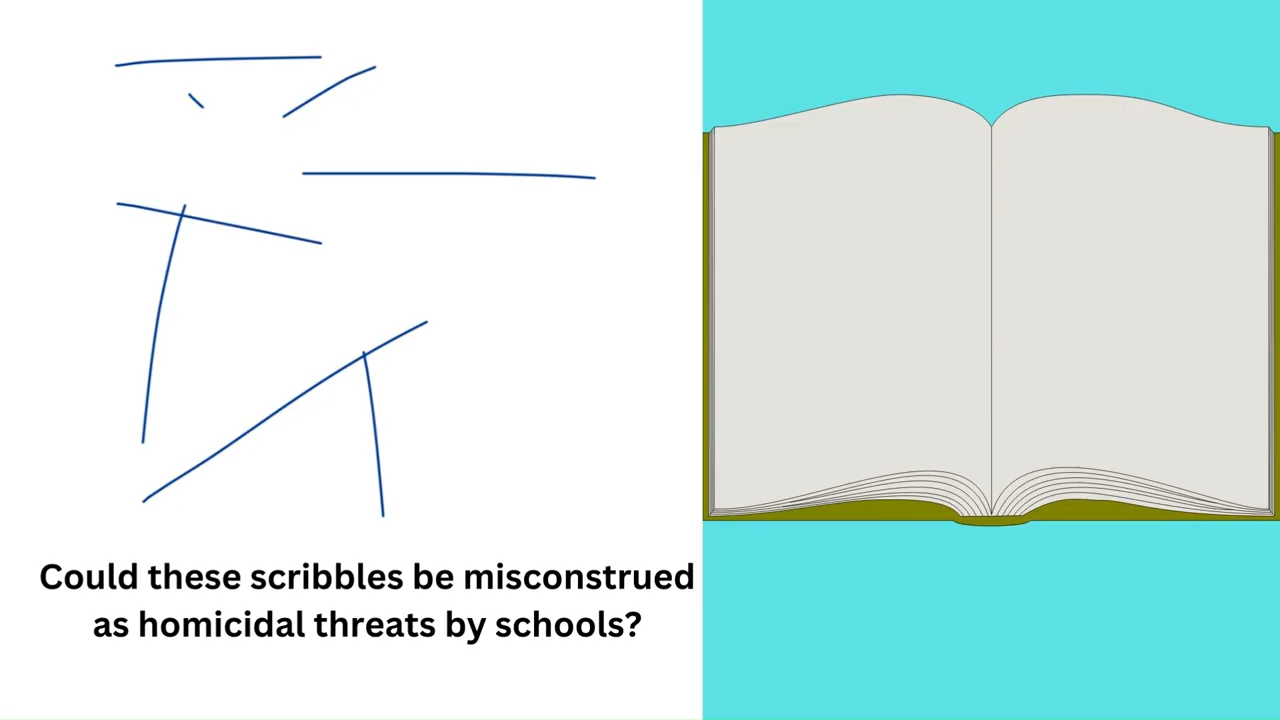 Could these scribbles be misconstrued
as homicidal threats by schools?